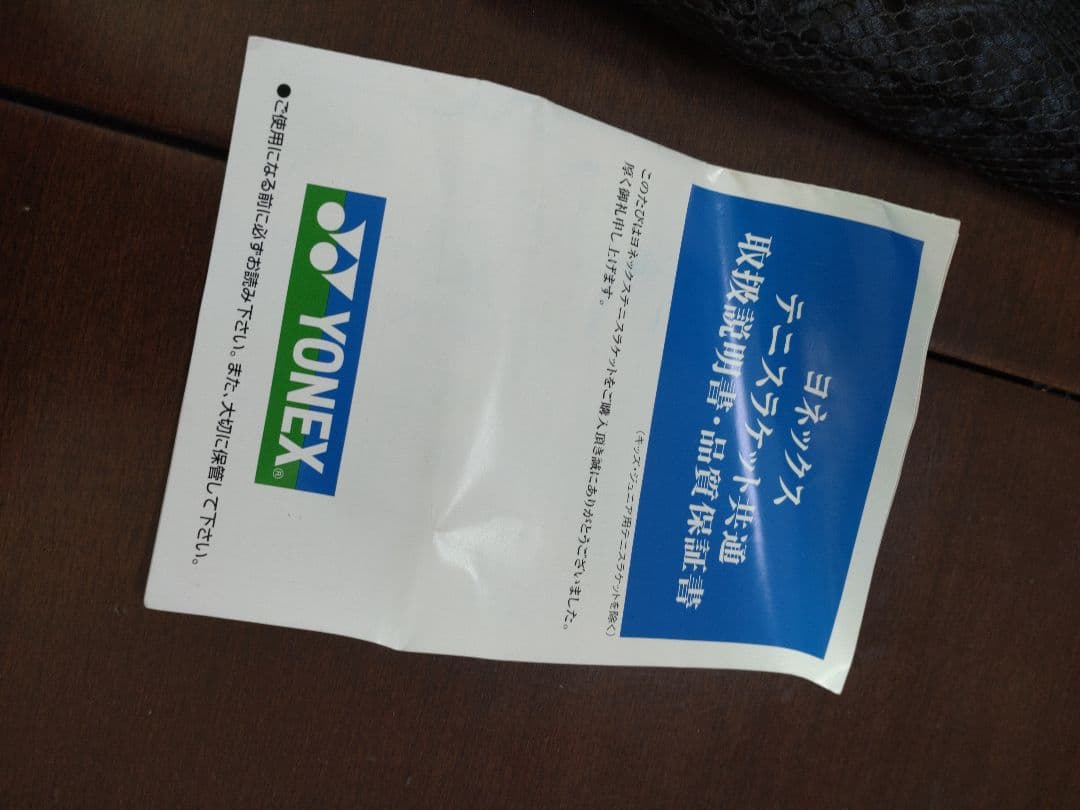 ヨネックス
テニスラケット共通
取扱説明書・品質保証書
(キッズ・ジュニア用テニスラケットを除く)
このたびはヨネックステニスラケットをご購入頂き誠にありがとうございました。
厚く御礼申し上げます。
YONEX®
●ご使用になる前に必ずお読み下さい。また、大切に保管して下さい。